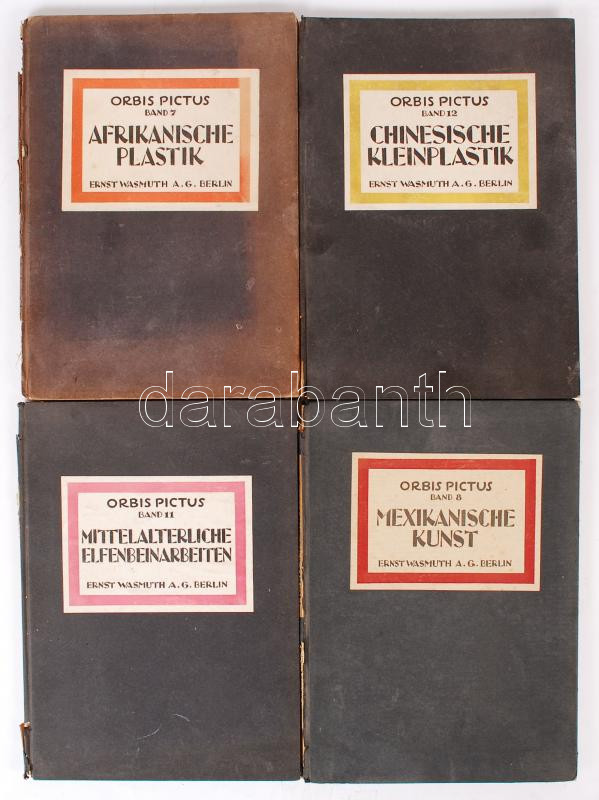 ORBIS PICTUS
BAND 7
AFRIKANISCHE
PLASTIK
ERNST WASMUTH A.G. BERLIN
ORBIS PICTUS
BAND 12
CHINESISCHE
KLEINPLASTIK
ERNST WASMUTH A.G. BERLIN
darabanth
ORBIS PICTUS
BAND 11
MITTELALTERLICHE
ELFENBEINARBEITEN
ERNST WASMUTH A.G. BERLIN
ORBIS PICTUS
BAND 8
MEXIKANISCHE
KUNST
ERNST WASMUTH A.G. BERLIN